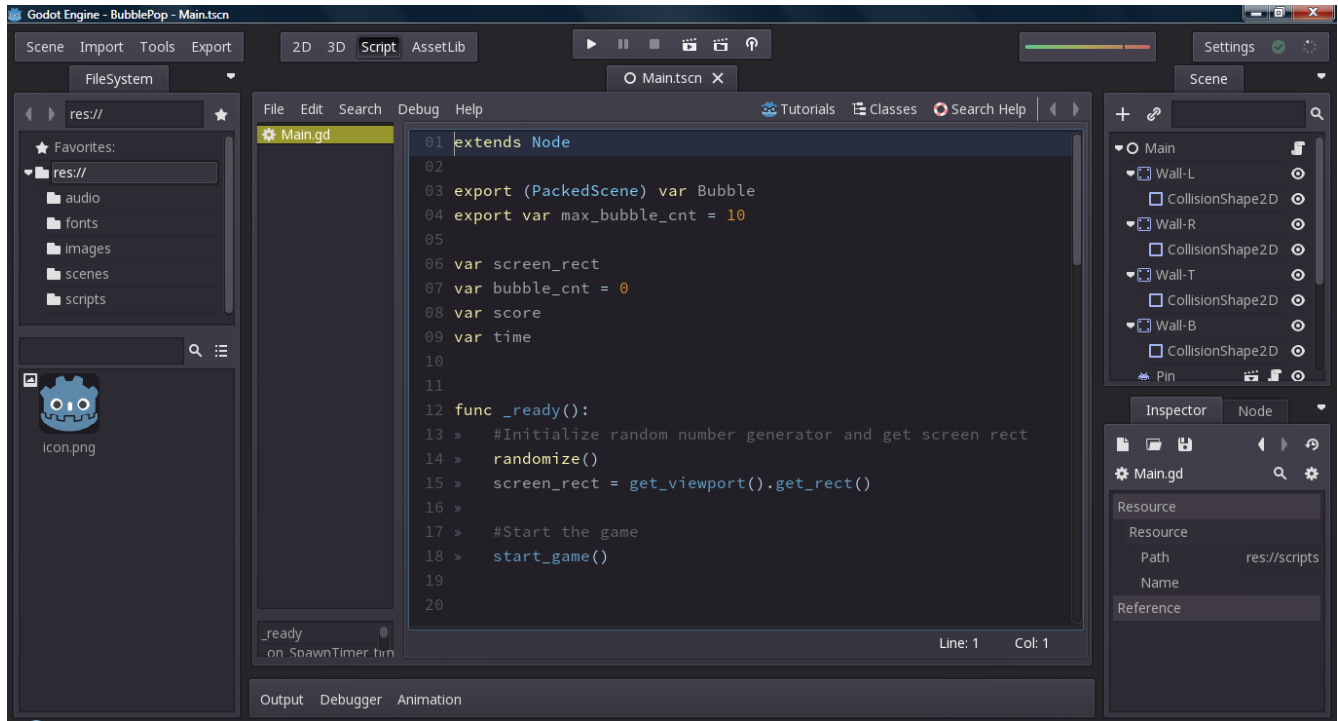 Godot Engine - BubblePop - Main.tscn
Scene Import Tools Export
2D 3D Script AssetLib
Settings
FileSystem
Main.tscn
Scene
res://
Favorites:
res://
audio
fonts
images
scenes
scripts
icon.png
File Edit Search Debug Help
Tutorials Classes Search Help
Main.gd
_ready
01 extends Node
02
03 export (PackedScene) var Bubble
04 export var max_bubble_cnt = 10
05
06 var screen_rect
07 var bubble_cnt = 0
08 var score
09 var time
10
11
12 func _ready():
13 » #Initialize random number generator and get screen rect
14 » randomize()
15 » screen_rect = get_viewport().get_rect()
16 »
17 » #Start the game
18 » start_game()
19
20
Line: 1 Col: 1
Output Debugger Animation
Main
Wall-L
CollisionShape2D
Wall-R
CollisionShape2D
Wall-T
CollisionShape2D
Wall-B
CollisionShape2D
Pin
Inspector Node
Main.gd
Resource
Resource
Path res://scripts
Name
Reference